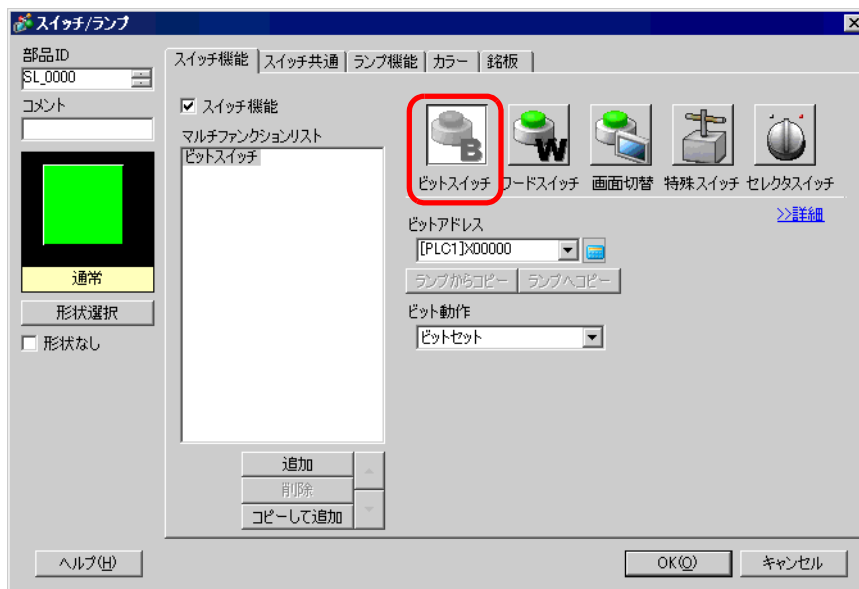 スイッチ/ランプ
部品ID
SL_0000
コメント
通常
形状選択
形状なし
スイッチ機能 スイッチ共通 ランプ機能 カラー 銘板
スイッチ機能
マルチファンクションリスト
ビットスイッチ
追加
削除
コピーして追加
B W
ビットスイッチ ワードスイッチ 画面切替 特殊スイッチ セレクタスイッチ
>>詳細
ビットアドレス
[PLC1]X00000
ランプからコピー ランプへコピー
ビット動作
ビットセット
ヘルプ(H) OK(O) キャンセル